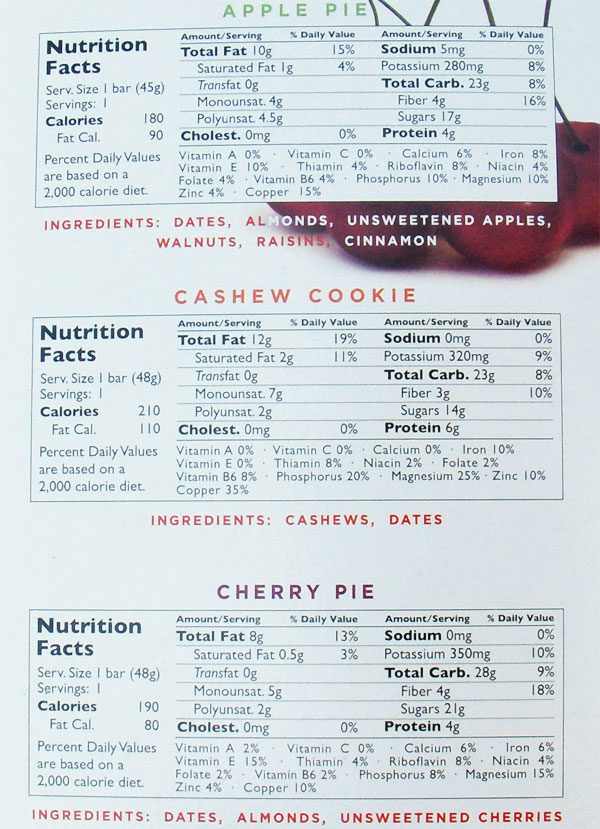 APPLE PIE
Nutrition
Facts
Serv. Size 1 bar (45g)
Servings: 1
Calories 180
Fat Cal. 90
Percent Daily Values
are based on a
2,000 calorie diet.
Amount/Serving % Daily Value
Total Fat 10g 15%
Saturated Fat 1g 4%
Transfat 0g
Monounsat. 4g
Polyunsat. 4.5g
Cholest. 0mg 0%
Amount/Serving % Daily Value
Sodium 5mg 0%
Potassium 280mg 8%
Total Carb. 23g 8%
Fiber 4g 16%
Sugars 17g
Protein 4g
Vitamin A 0% · Vitamin C 0% · Calcium 6% · Iron 8%
Vitamin E 10% · Thiamin 4% · Riboflavin 8% · Niacin 4%
Folate 4% · Vitamin B6 4% · Phosphorus 10% · Magnesium 10%
Zinc 4% · Copper 15%
INGREDIENTS: DATES, ALMONDS, UNSWEETENED APPLES,
WALNUTS, RAISINS, CINNAMON
CASHEW COOKIE
Nutrition
Facts
Serv. Size 1 bar (48g)
Servings: 1
Calories 210
Fat Cal. 110
Percent Daily Values
are based on a
2,000 calorie diet.
Amount/Serving % Daily Value
Total Fat 12g 19%
Saturated Fat 2g 11%
Transfat 0g
Monounsat. 7g
Polyunsat. 2g
Cholest. 0mg 0%
Amount/Serving % Daily Value
Sodium 0mg 0%
Potassium 320mg 9%
Total Carb. 23g 8%
Fiber 3g 10%
Sugars 14g
Protein 6g
Vitamin A 0% · Vitamin C 0% · Calcium 0% · Iron 10%
Vitamin E 0% · Thiamin 8% · Niacin 2% · Folate 2%
Vitamin B6 8% · Phosphorus 20% · Magnesium 25% · Zinc 10%
Copper 35%
INGREDIENTS: CASHEWS, DATES
CHERRY PIE
Nutrition
Facts
Serv. Size 1 bar (48g)
Servings: 1
Calories 190
Fat Cal. 80
Percent Daily Values
are based on a
2,000 calorie diet.
Amount/Serving % Daily Value
Total Fat 8g 13%
Saturated Fat 0.5g 3%
Transfat 0g
Monounsat. 5g
Polyunsat. 2g
Cholest. 0mg 0%
Amount/Serving % Daily Value
Sodium 0mg 0%
Potassium 350mg 10%
Total Carb. 28g 9%
Fiber 4g 18%
Sugars 21g
Protein 4g
Vitamin A 2% · Vitamin C 0% · Calcium 6% · Iron 6%
Vitamin E 15% · Thiamin 4% · Riboflavin 8% · Niacin 4%
Folate 2% · Vitamin B6 2% · Phosphorus 8% · Magnesium 15%
Zinc 4% · Copper 10%
INGREDIENTS: DATES, ALMONDS, UNSWEETENED CHERRIES